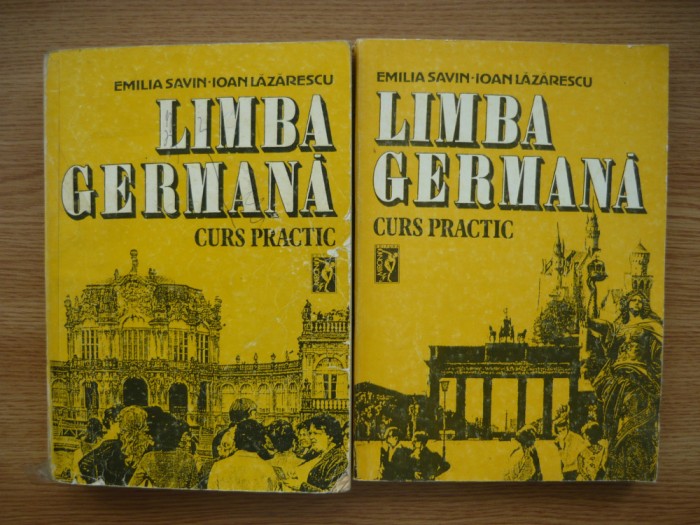 EMILIA SAVIN·IOAN LĂZĂRESCU
LIMBA
GERMANĂ
CURS PRACTIC
EMILIA SAVIN·IOAN LĂZĂRESCU
LIMBA
GERMANĂ
CURS PRACTIC